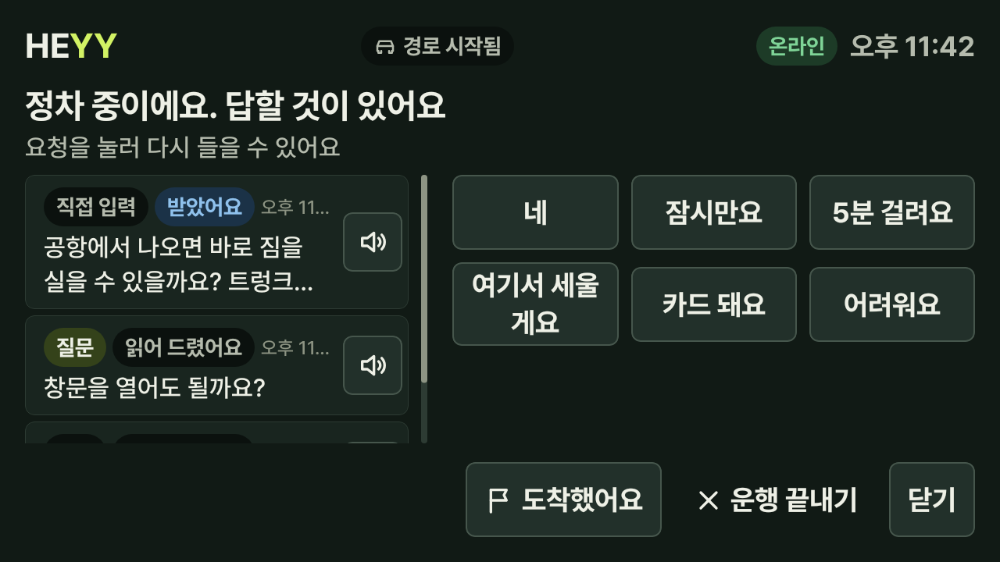 HEYY
경로 시작됨
온라인
오후 11:42
정차 중이에요. 답할 것이 있어요
요청을 눌러 다시 들을 수 있어요
직접 입력
받았어요
오후 11...
공항에서 나오면 바로 짐을
실을 수 있을까요? 트렁크...
질문
읽어 드렸어요
오후 11...
창문을 열어도 될까요?
네
잠시만요
5분 걸려요
여기서 세울
게요
카드 돼요
어려워요
도착했어요
운행 끝내기
닫기